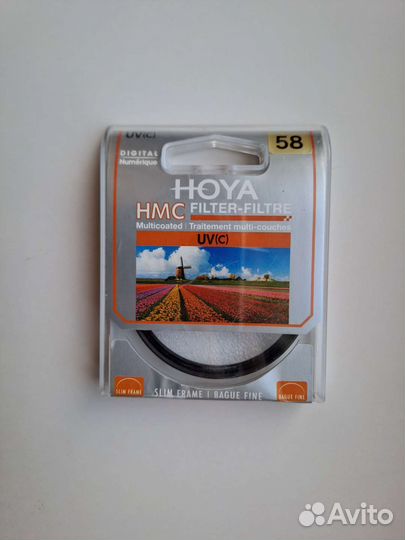 UV(C)
58
DIGITAL
Numérique
HOYA
HMC FILTER-FILTRE
Multicoated | Traitement multi-couches
UV(C)
SLIM FRAME
SLIM FRAME | BAGUE FINE
BAGUE FINE
Avito